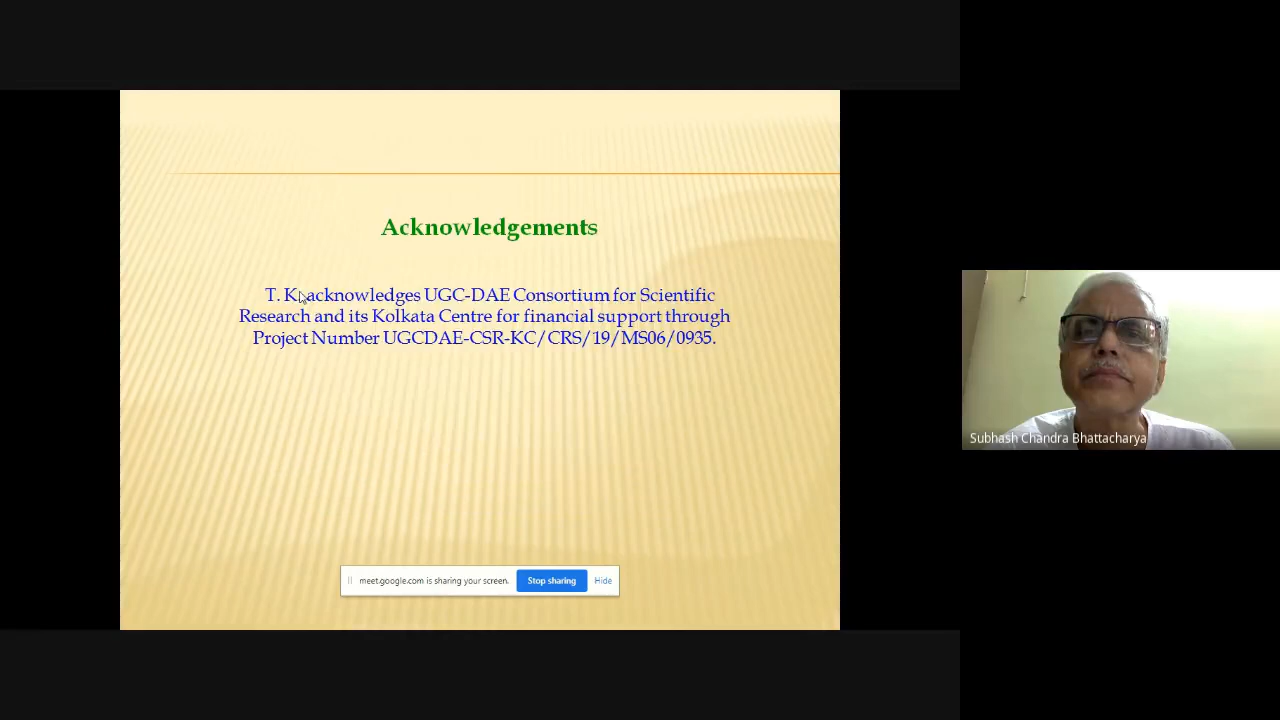 Acknowledgements
T. K. acknowledges UGC-DAE Consortium for Scientific
Research and its Kolkata Centre for financial support through
Project Number UGCDAE-CSR-KC/CRS/19/MS06/0935.
meet.google.com is sharing your screen.
Stop sharing
Hide
Subhash Chandra Bhattacharya